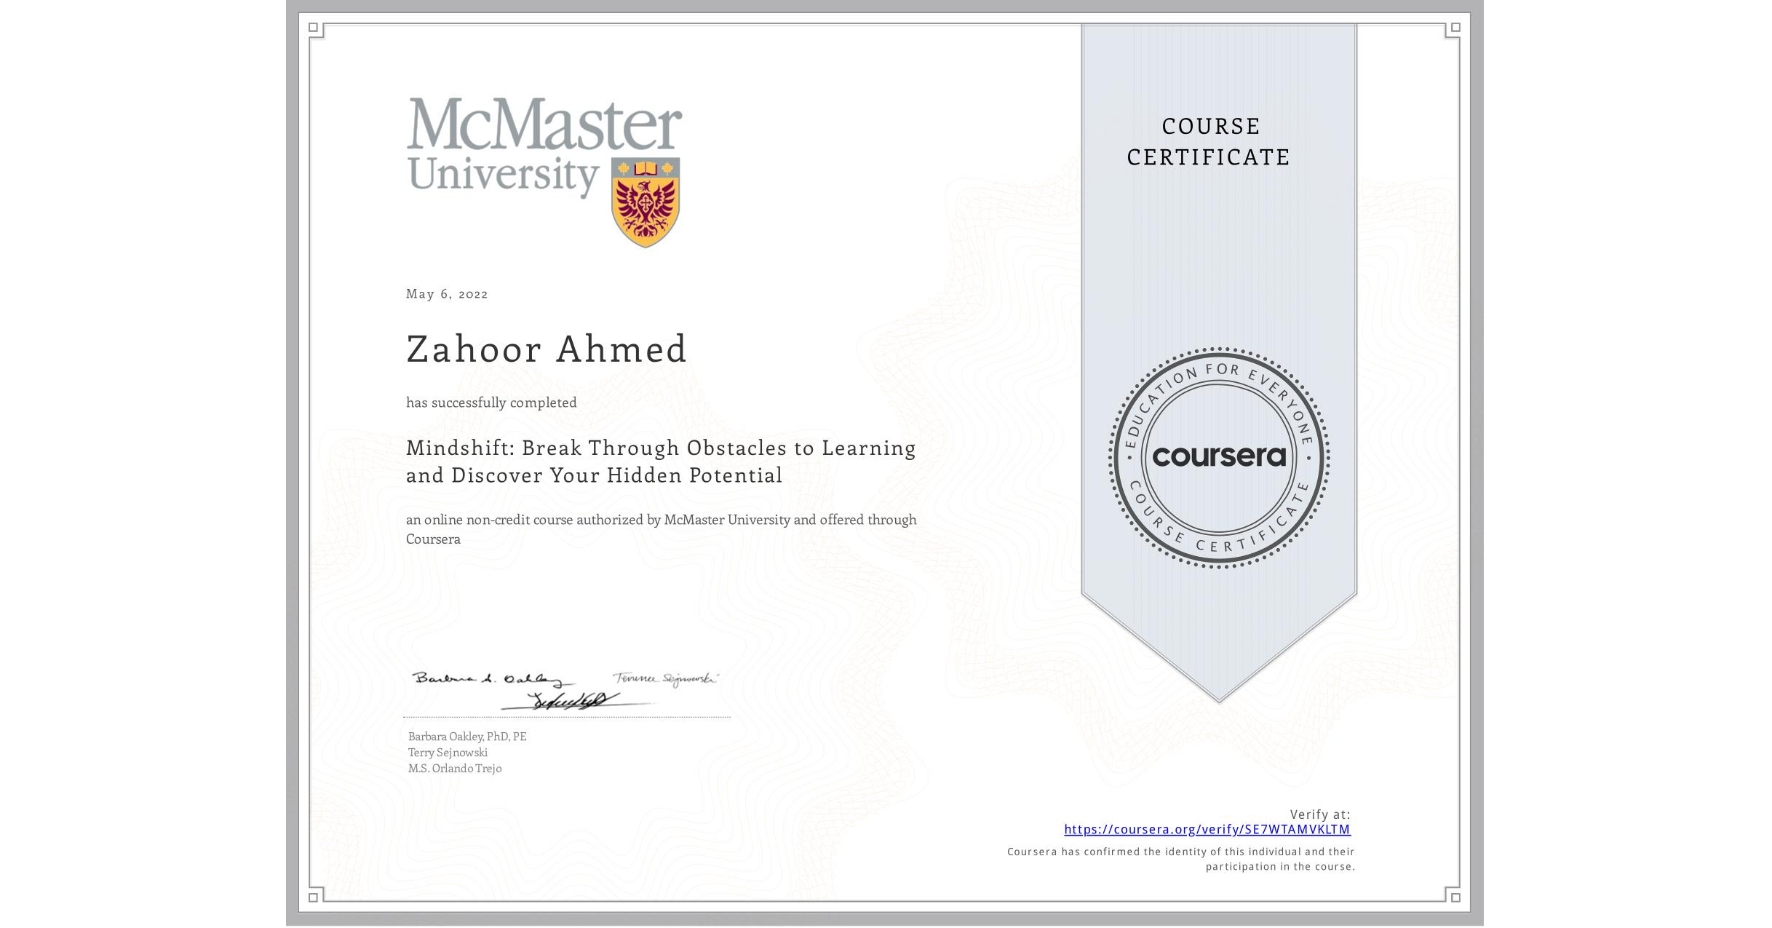 McMaster
University
COURSE
CERTIFICATE
May 6, 2022
Zahoor Ahmed
has successfully completed
Mindshift: Break Through Obstacles to Learning
and Discover Your Hidden Potential
an online non-credit course authorized by McMaster University and offered through
Coursera
EDUCATION FOR EVERYONE
coursera
COURSE CERTIFICATE
Barbara A. Oakley
Terrence Sejnowski
Barbara Oakley, PhD, PE
Terry Sejnowski
M.S. Orlando Trejo
Verify at:
https://coursera.org/verify/SE7WTAMVKLTM
Coursera has confirmed the identity of this individual and their
participation in the course.